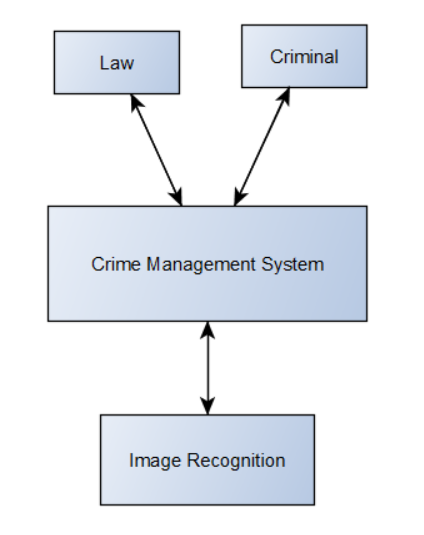 Law
Criminal
Crime Management System
Image Recognition